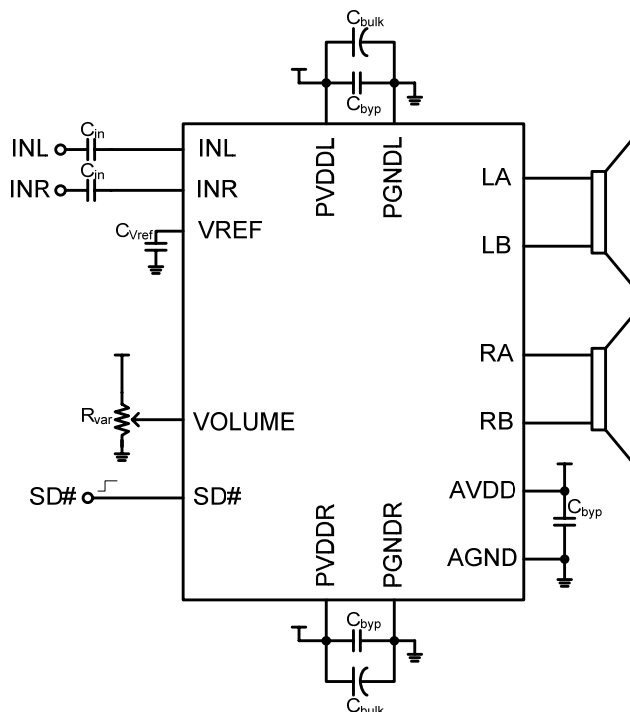 Cbulk
Cbyp
INL
Cin
INL
PVDDL
PGNDL
LA
INR
Cin
INR
CVref
VREF
LB
RA
Rvar
VOLUME
RB
SD#
SD#
AVDD
Cbyp
PVDDR
PGNDR
AGND
Cbyp
Cbulk